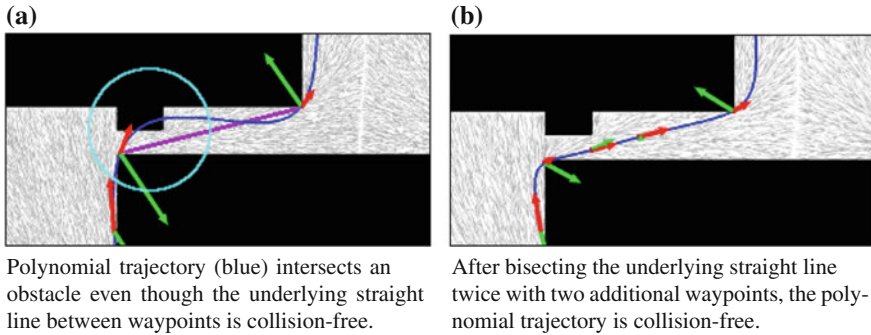 (a)
(b)
Polynomial trajectory (blue) intersects an
obstacle even though the underlying straight
line between waypoints is collision-free.
After bisecting the underlying straight line
twice with two additional waypoints, the poly-
nomial trajectory is collision-free.